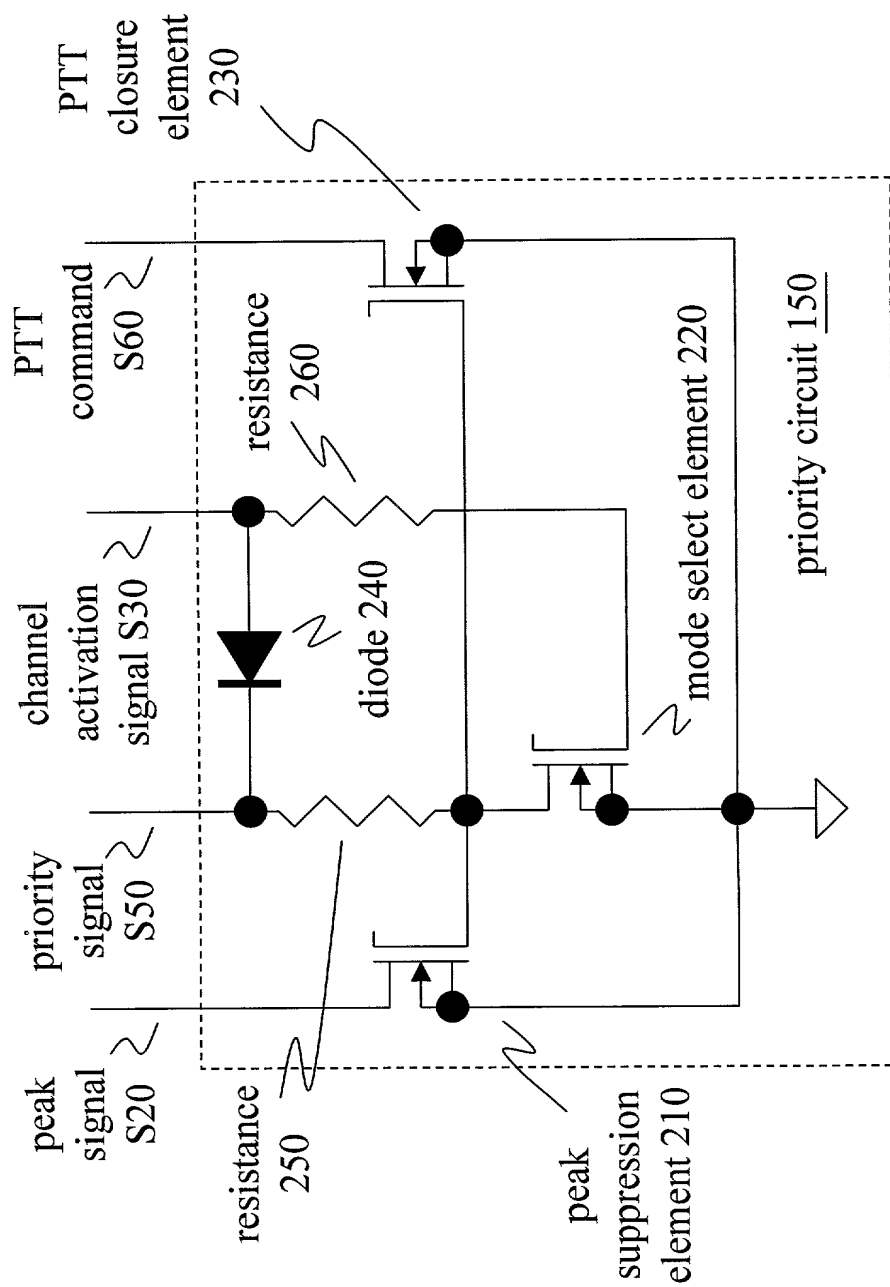 peak
signal
S20
priority
signal
S50
channel
activation
signal S30
PTT
command
S60
PTT
closure
element
230
resistance
250
diode 240
resistance
260
peak
suppression
element 210
mode select element 220
priority circuit 150